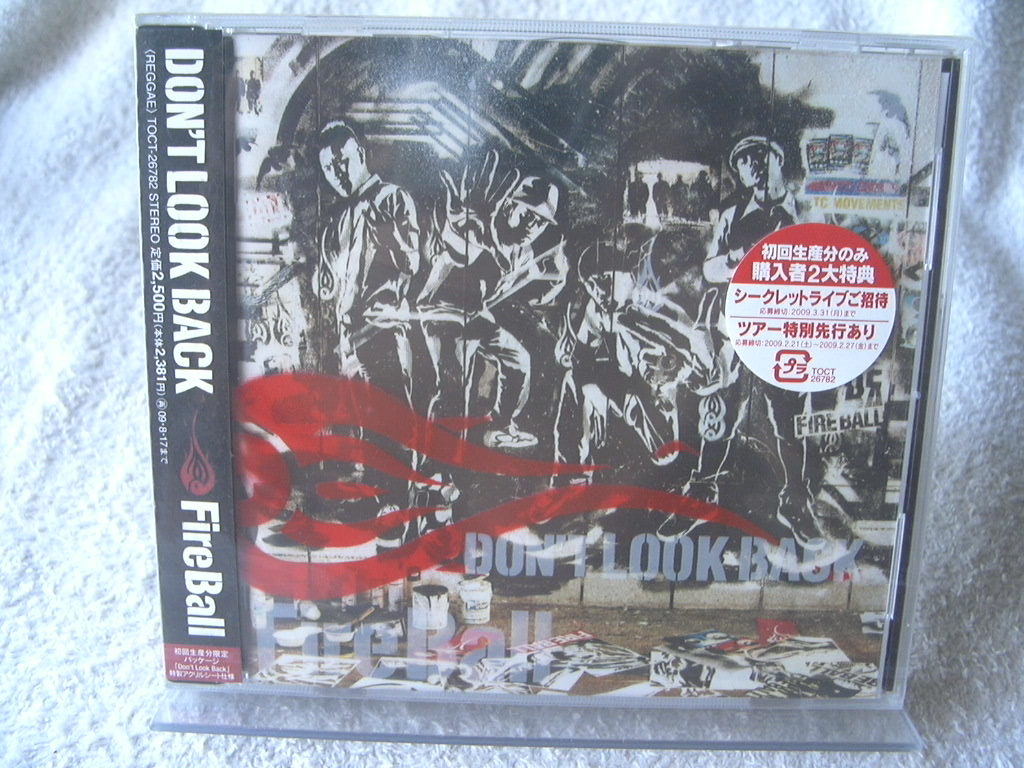 DON'T LOOK BACK FireBall
(REGGAE) TOCT-26782 STEREO 定価2,500円(本体2,381円) 再 09・8・17まで
初回生産分限定
パッケージ
「Don't Look Back」
特製アクリルシート仕様
TC MOVEMENTS
初回生産分のみ
購入者2大特典
シークレットライブご招待
応募締切:2009.3.31(月)まで
ツアー特別先行あり
応募締切:2009.2.21(土)~2009.2.27(金)まで
プラ
TOCT
26782
FIREBALL
DON'T LOOK BACK
FireBall